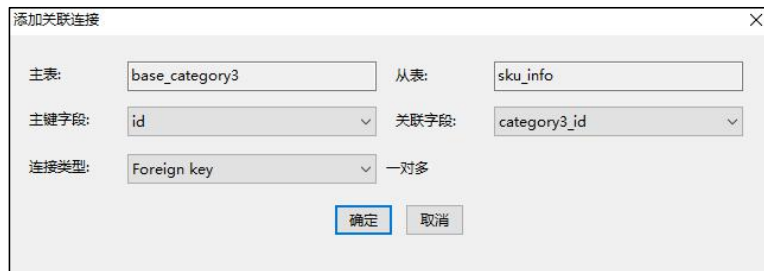 添加关联连接
主表: base_category3 从表: sku_info
主键字段: id 关联字段: category3_id
连接类型: Foreign key 一对多
确定 取消